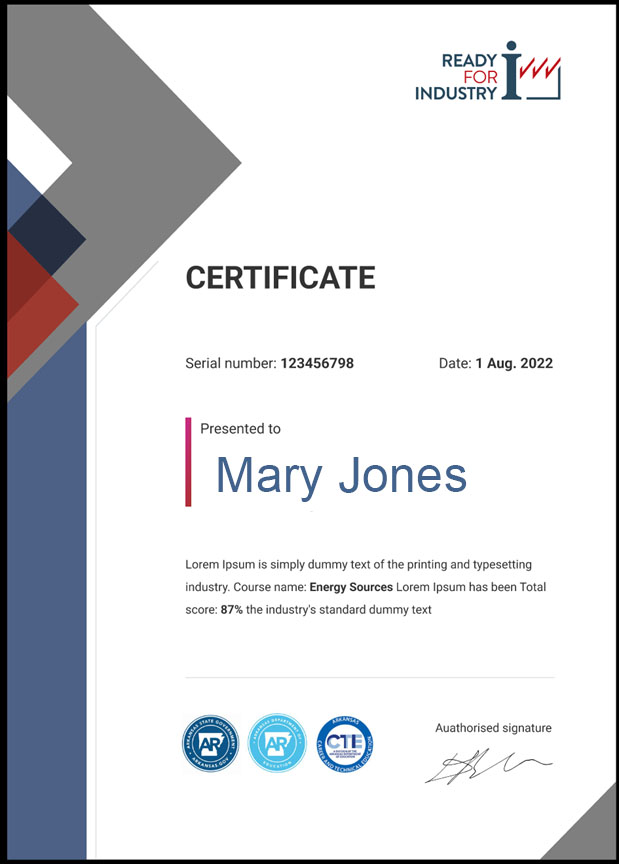 READY
FOR
INDUSTRY
CERTIFICATE
Serial number: 123456798 Date: 1 Aug. 2022
Presented to
Mary Jones
Lorem Ipsum is simply dummy text of the printing and typesetting
industry. Course name: Energy Sources Lorem Ipsum has been Total
score: 87% the industry's standard dummy text
ARKANSAS STATE GOVERNMENT
AR
ARKANSAS.GOV
ARKANSAS DEPARTMENT OF
AR
EDUCATION
ARKANSAS
CTE
CAREER AND TECHNICAL EDUCATION
Auathorised signature